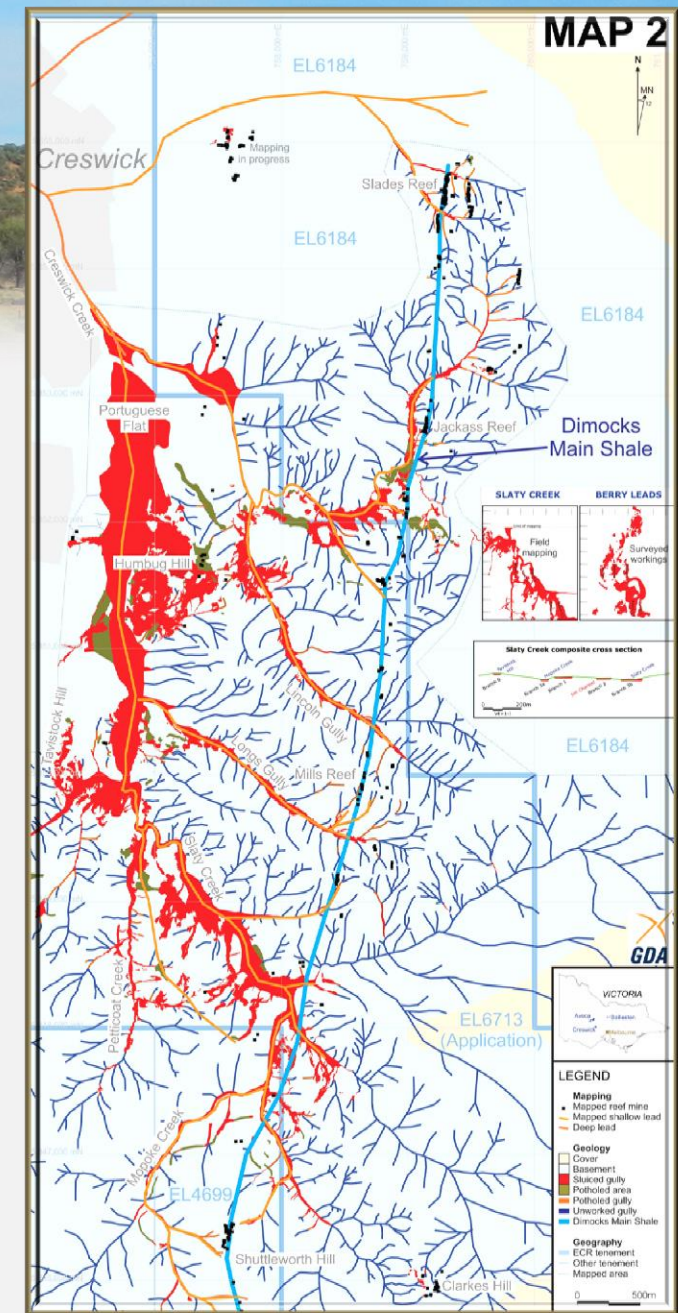 MAP 2
EL6184
N
MN
12
Creswick
Mapping
in progress
Slades Reef
EL6184
EL6184
Creswick Creek
Portuguese
Flat
Jackass Reef
Dimocks
Main Shale
SLATY CREEK
BERRY LEADS
Field
mapping
Surveyed
workings
Humbug Hill
Slaty Creek composite cross section
200m
Lincoln Gully
Tavistock Hill
Longs Gully
EL6184
Mills Reef
Slaty Creek
GDA
VICTORIA
Petticoat Creek
EL6713
(Application)
LEGEND
Mapping
Mapped reef mine
Mapped shallow lead
Deep lead
Geology
Cover
Basement
Sluiced gully
Potholed area
Potholed gully
Unworked gully
Dimocks Main Shale
Geography
ECR tenement
Other tenement
Mapped area
0 500m
Mopoke Creek
EL4699
Shuttleworth Hill
Clarkes Hill